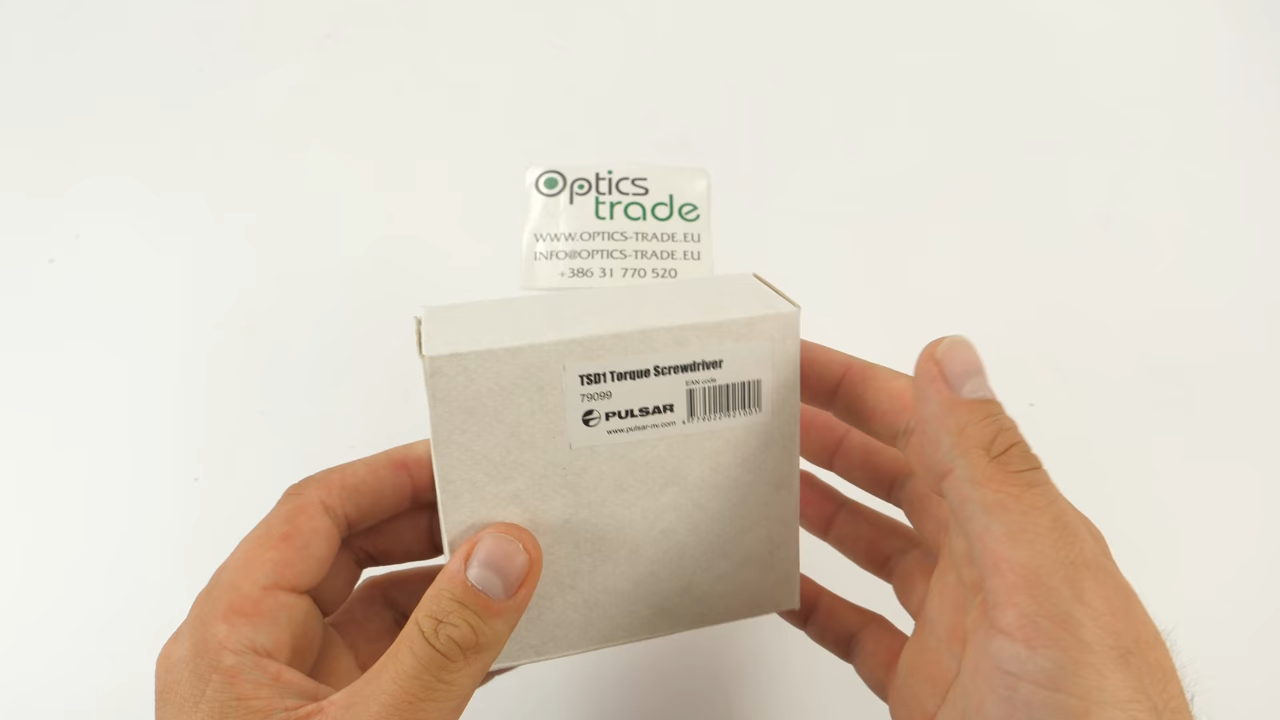 Optics
trade
WWW.OPTICS-TRADE.EU
INFO@OPTICS-TRADE.EU
+386 31 770 520
TSD1 Torque Screwdriver
79099
EAN code
PULSAR
www.pulsar-nv.com